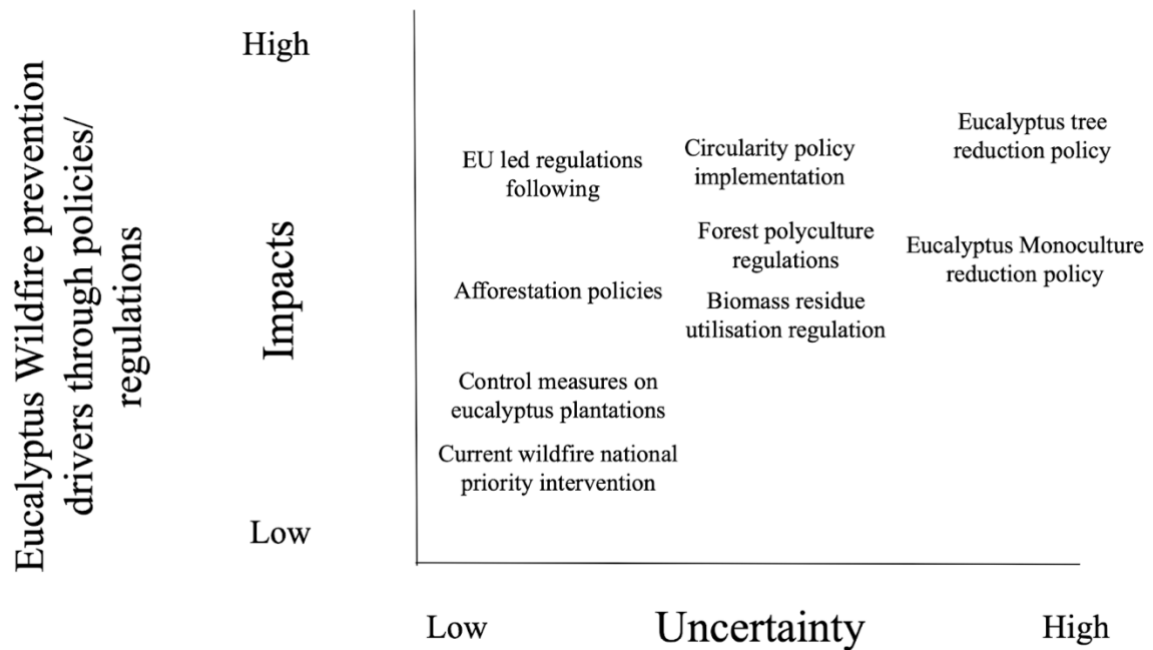 Eucalyptus Wildfire prevention
drivers through policies/
regulations
Impacts
High
Low
EU led regulations
following
Circularity policy
implementation
Eucalyptus tree
reduction policy
Forest polyculture
regulations
Eucalyptus Monoculture
reduction policy
Afforestation policies
Biomass residue
utilisation regulation
Control measures on
eucalyptus plantations
Current wildfire national
priority intervention
Low
Uncertainty
High